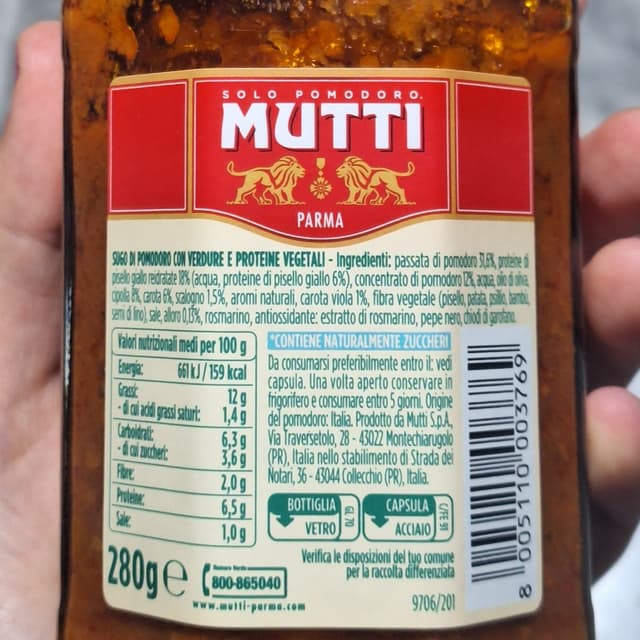 SOLO POMODORO.
MUTTI
PARMA
SUGO DI POMODORO CON VERDURE E PROTEINE VEGETALI - Ingredienti: passata di pomodoro 31,6%, proteine di
pisello giallo reidratate 18% (acqua, proteine di pisello giallo 6%), concentrato di pomodoro 12%, acqua, olio di oliva,
cipolla 8%, carota 6%, scalogno 1,5%, aromi naturali, carota viola 1%, fibra vegetale (pisello, patata, psillio, bambù,
semi di lino), sale, alloro 0,13%, rosmarino, antiossidante: estratto di rosmarino, pepe nero, chiodi di garofano.
Valori nutrizionali medi per 100 g
Energia: 661 kJ / 159 kcal
Grassi: 12 g
- di cui acidi grassi saturi: 1,4 g
Carboidrati: 6,3 g
- di cui zuccheri: 3,6 g
Fibre: 2,0 g
Proteine: 6,5 g
Sale: 1,0 g
*CONTIENE NATURALMENTE ZUCCHERI
Da consumarsi preferibilmente entro il: vedi
capsula. Una volta aperto conservare in
frigorifero e consumare entro 5 giorni. Origine
del pomodoro: Italia. Prodotto da Mutti S.p.A.,
Via Traversetolo, 28 - 43022 Montechiarugolo
(PR), Italia nello stabilimento di Strada dei
Notari, 36 - 43044 Collecchio (PR), Italia.
BOTTIGLIA
VETRO
GL 70
CAPSULA
ACCIAIO
C/FE 91
Verifica le disposizioni del tuo comune
per la raccolta differenziata
280g e
Numero Verde
800-865040
www.mutti-parma.com
9706/201
8 005110 003769